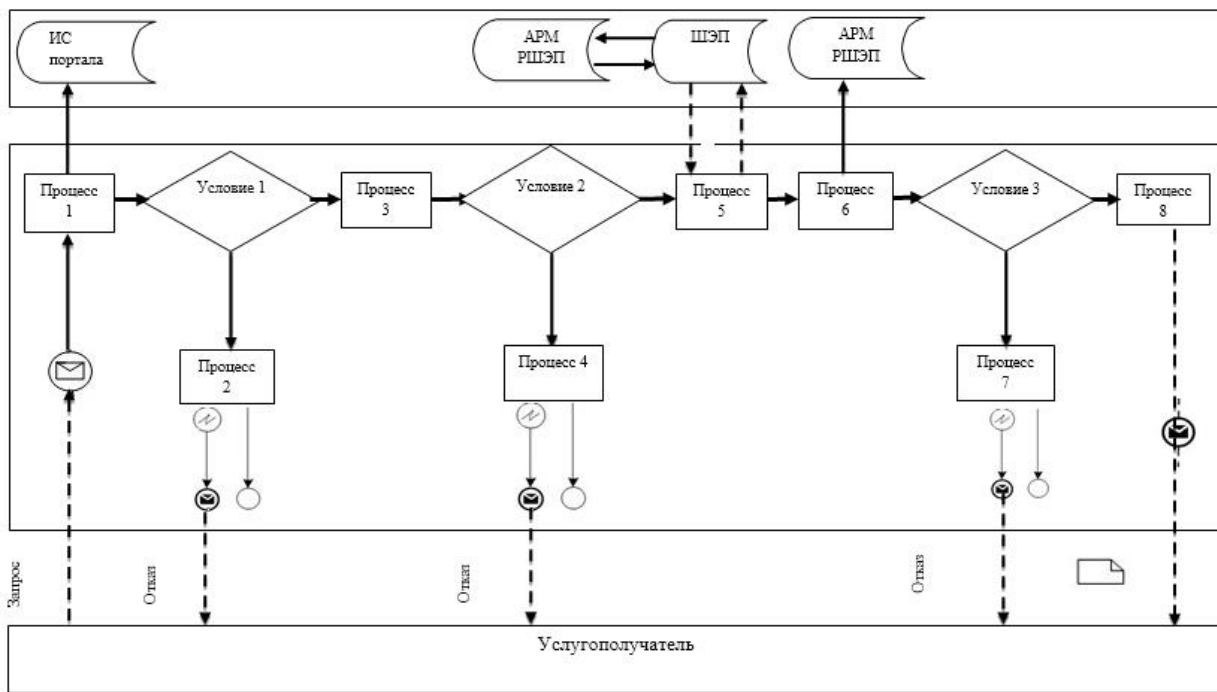 ИС
портала
АРМ
РШЭП
ШЭП
АРМ
РШЭП
Процесс
1
Условие 1
Процесс
3
Условие 2
Процесс
5
Процесс
6
Условие 3
Процесс
8
Процесс
2
Процесс 4
Процесс
7
Запрос
Отказ
Отказ
Отказ
Услугополучатель